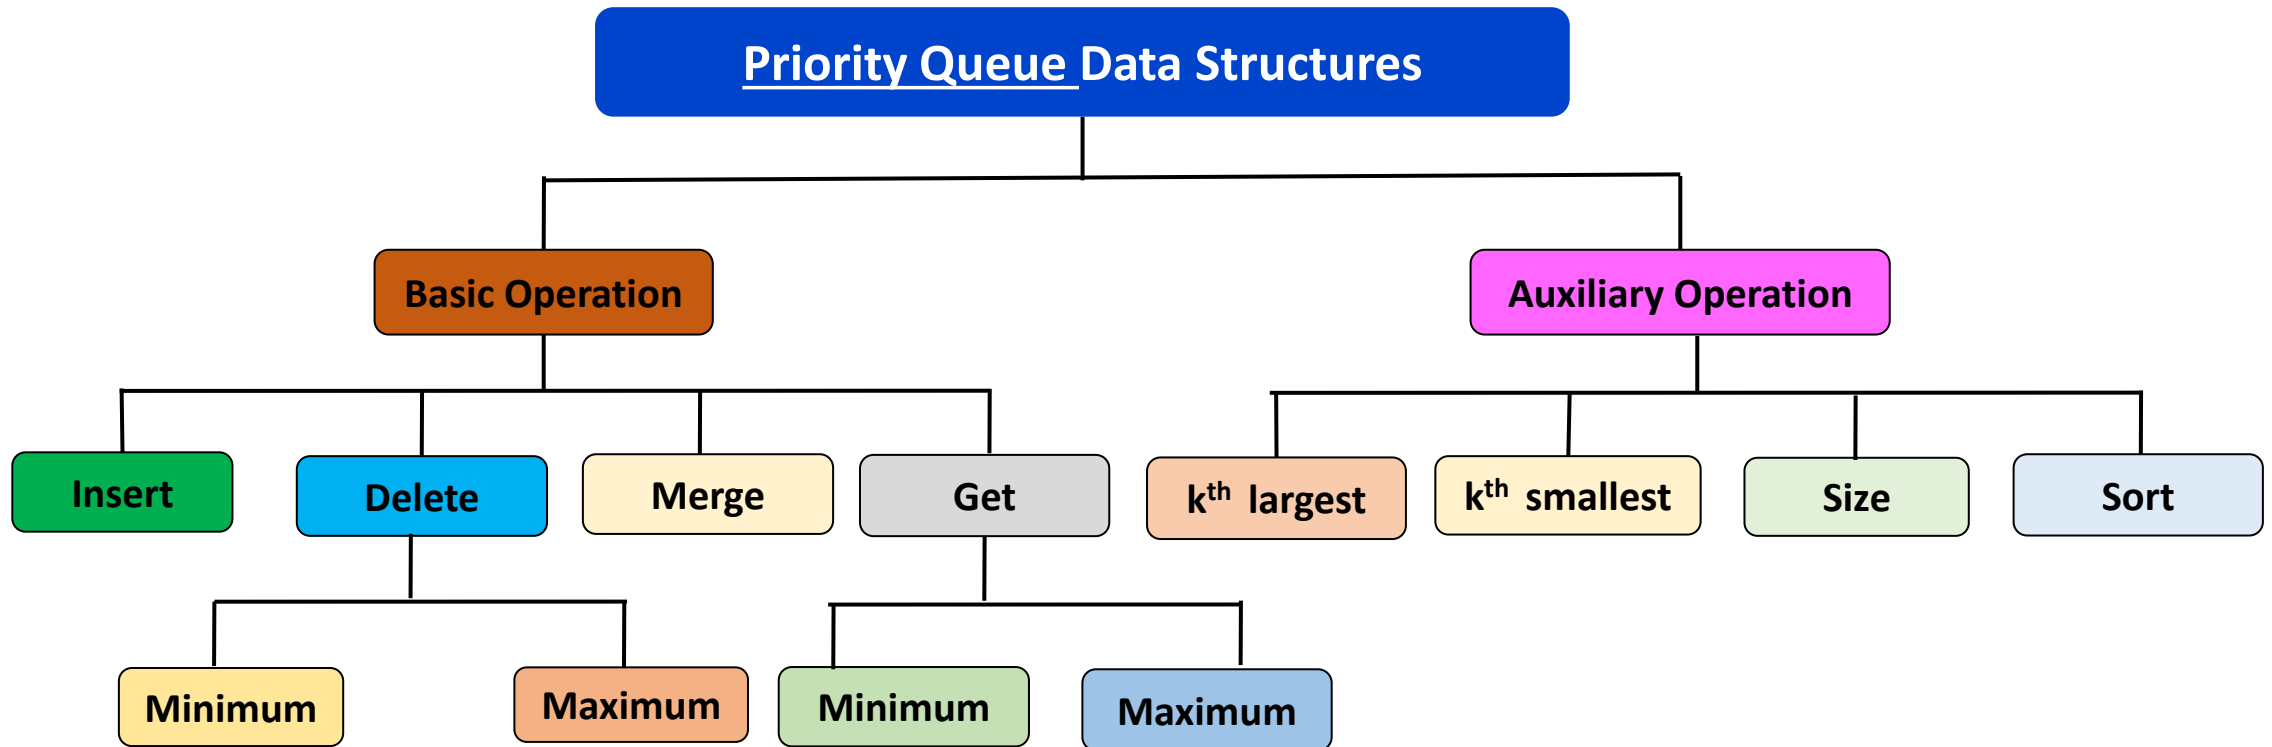 Priority Queue Data Structures
Basic Operation
Auxiliary Operation
Insert
Delete
Merge
Get
kth largest
kth smallest
Size
Sort
Minimum
Maximum
Minimum
Maximum